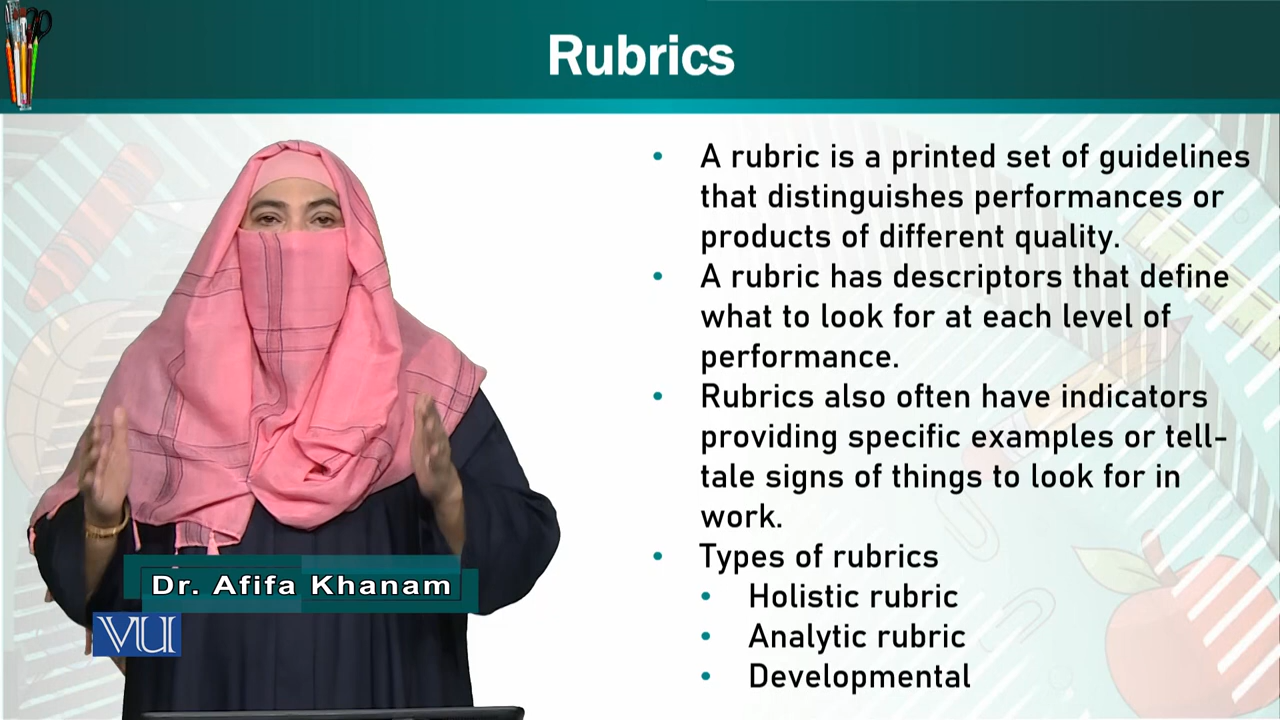 Rubrics
• A rubric is a printed set of guidelines
that distinguishes performances or
products of different quality.
• A rubric has descriptors that define
what to look for at each level of
performance.
• Rubrics also often have indicators
providing specific examples or tell-
tale signs of things to look for in
work.
• Types of rubrics
• Holistic rubric
• Analytic rubric
• Developmental
Dr. Afifa Khanam
VU